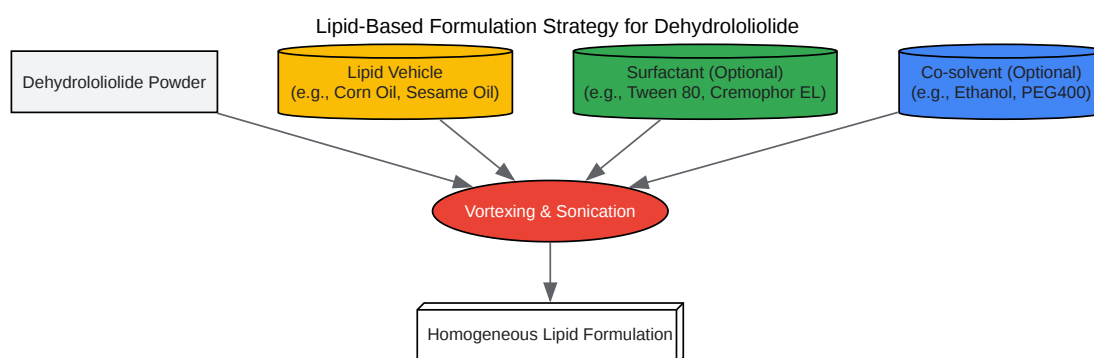 Lipid-Based Formulation Strategy for Dehydrololiolide
Dehydrololiolide Powder
Lipid Vehicle
(e.g., Corn Oil, Sesame Oil)
Surfactant (Optional)
(e.g., Tween 80, Cremophor EL)
Co-solvent (Optional)
(e.g., Ethanol, PEG400)
Vortexing & Sonication
Homogeneous Lipid Formulation